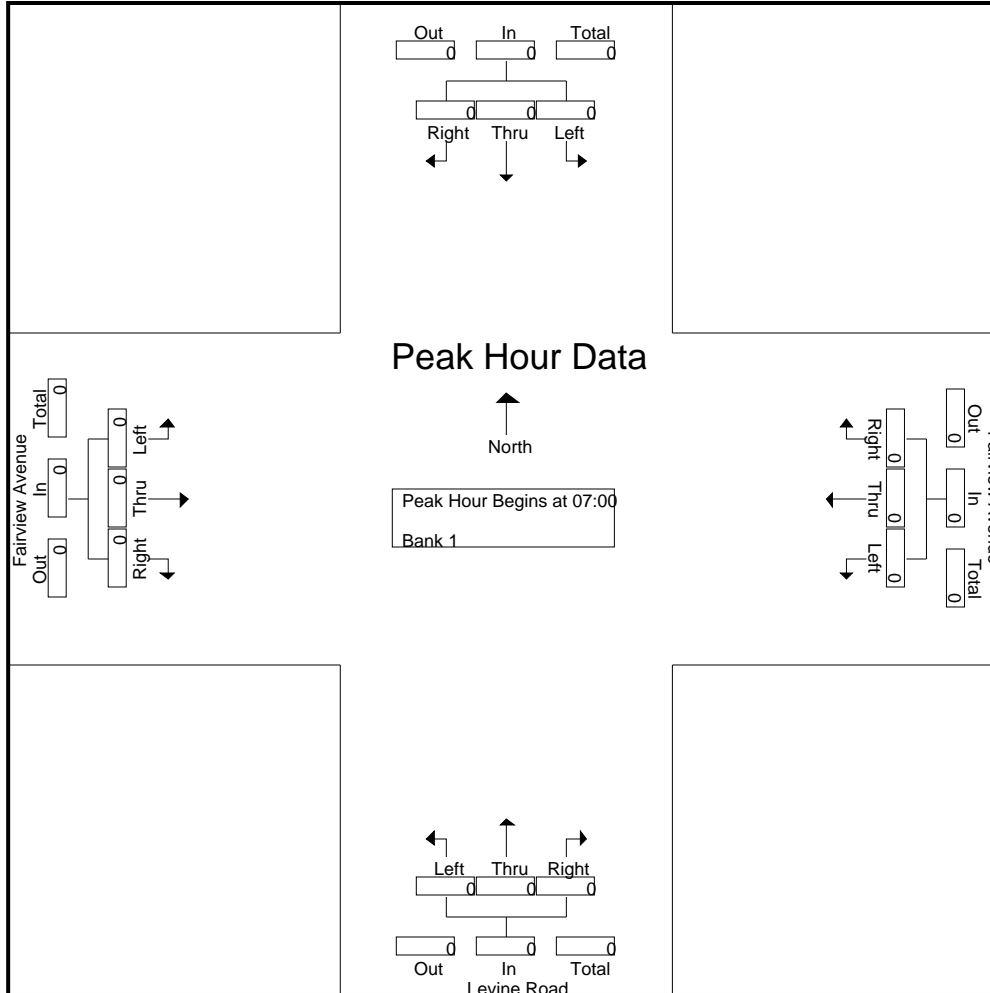 Out In Total
0 0 0
0 0 0
Right Thru Left
Peak Hour Data
North
Peak Hour Begins at 07:00
Bank 1
Fairview Avenue
Total In Out
0 0 0
0 0 0
Left Thru Right
Right Thru Left
0 0 0
0 0 0
Out In Total
Left Thru Right
0 0 0
0 0 0
Out In Total
Levine Road